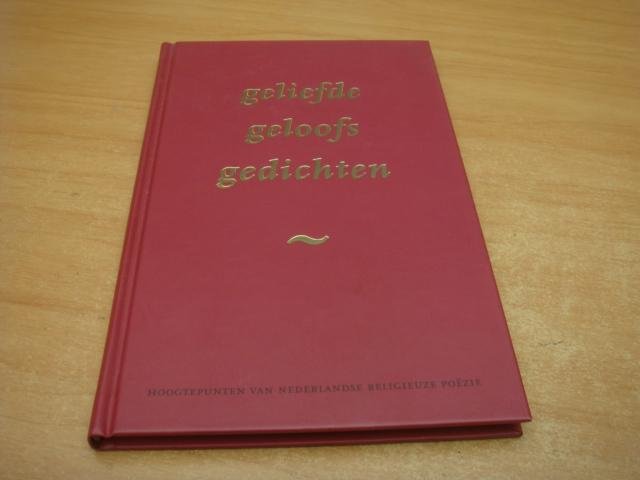 geliefde
geloofs
gedichten
~
HOOGTEPUNTEN VAN NEDERLANDSE RELIGIEUZE POËZIE